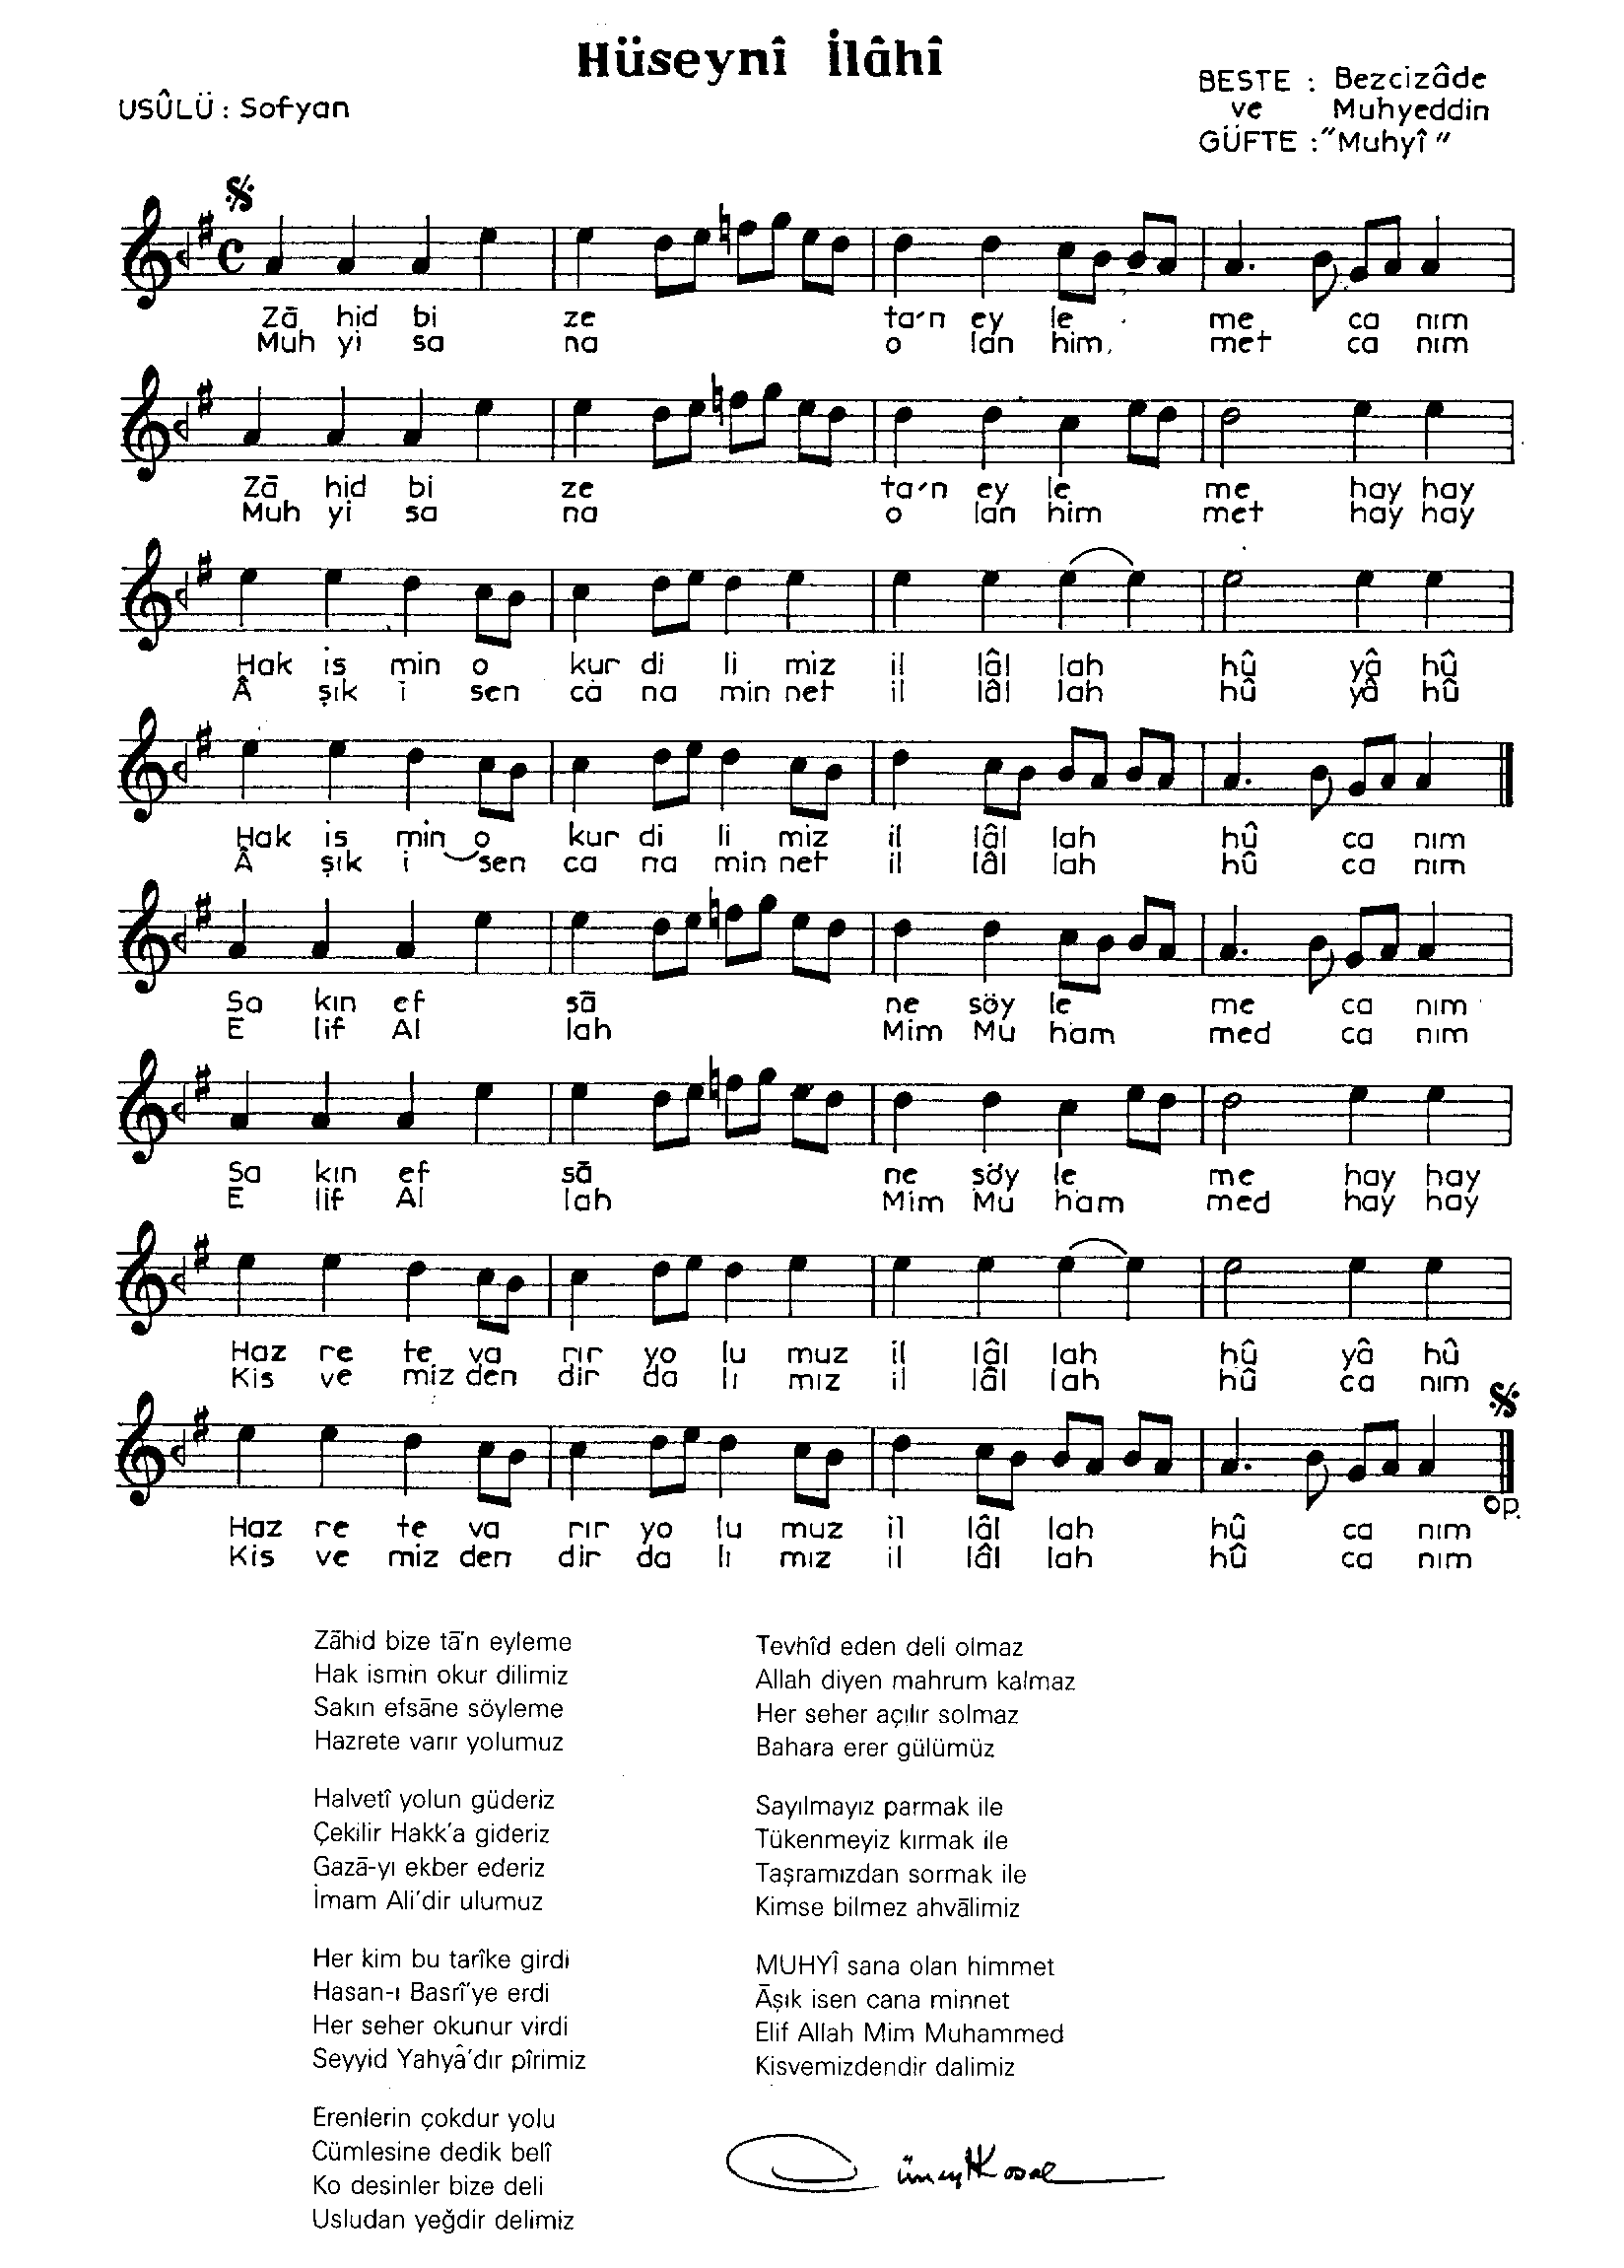 Hüseynî İlâhî
USÛLÜ : Sofyan
BESTE : Bezcizâde
ve Muhyeddin
GÜFTE : "Muhyî"
Zā hid bi ze ta'n ey le me ca nım
Muh yi sa na o lan him. met ca nım
Zā hid bi ze ta'n ey le me hay hay
Muh yi sa na o lan him met hay hay
Hak is min o kur di li miz il lâl lah hû yâ hû
Â şık i sen ca na min net il lâl lah hû yâ hû
Hak is min o kur di li miz il lâl lah hû ca nım
Â şık i sen ca na min net il lâl lah hû ca nım
Sa kın ef sā ne söy le me ca nım
E lif Al lah Mim Mu ham med ca nım
Sa kın ef sā ne söy le me hay hay
E lif Al lah Mim Mu ham med hay hay
Haz re te va rır yo lu muz il lâl lah hû yâ hû
Kis ve miz den dir da lı mız il lâl lah hû ca nım
Haz re te va rır yo lu muz il lâl lah hû ca nım
Kis ve miz den dir da lı mız il lâl lah hû ca nım
op.
Zāhid bize tā'n eyleme
Hak ismin okur dilimiz
Sakın efsāne söyleme
Hazrete varır yolumuz
Halvetî yolun güderiz
Çekilir Hakk'a gideriz
Gazā-yı ekber ederiz
İmam Ali'dir ulumuz
Her kim bu tarîke girdi
Hasan-ı Basrî'ye erdi
Her seher okunur virdi
Seyyid Yahyâ'dır pîrimiz
Erenlerin çokdur yolu
Cümlesine dedik belî
Ko desinler bize deli
Usludan yeğdir delimiz
Tevhîd eden deli olmaz
Allah diyen mahrum kalmaz
Her seher açılır solmaz
Bahara erer gülümüz
Sayılmayız parmak ile
Tükenmeyiz kırmak ile
Taşramızdan sormak ile
Kimse bilmez ahvālimiz
MUHYÎ sana olan himmet
Āşık isen cana minnet
Elif Allah Mim Muhammed
Kisvemizdendir dalimiz
Cüneyt Kosal